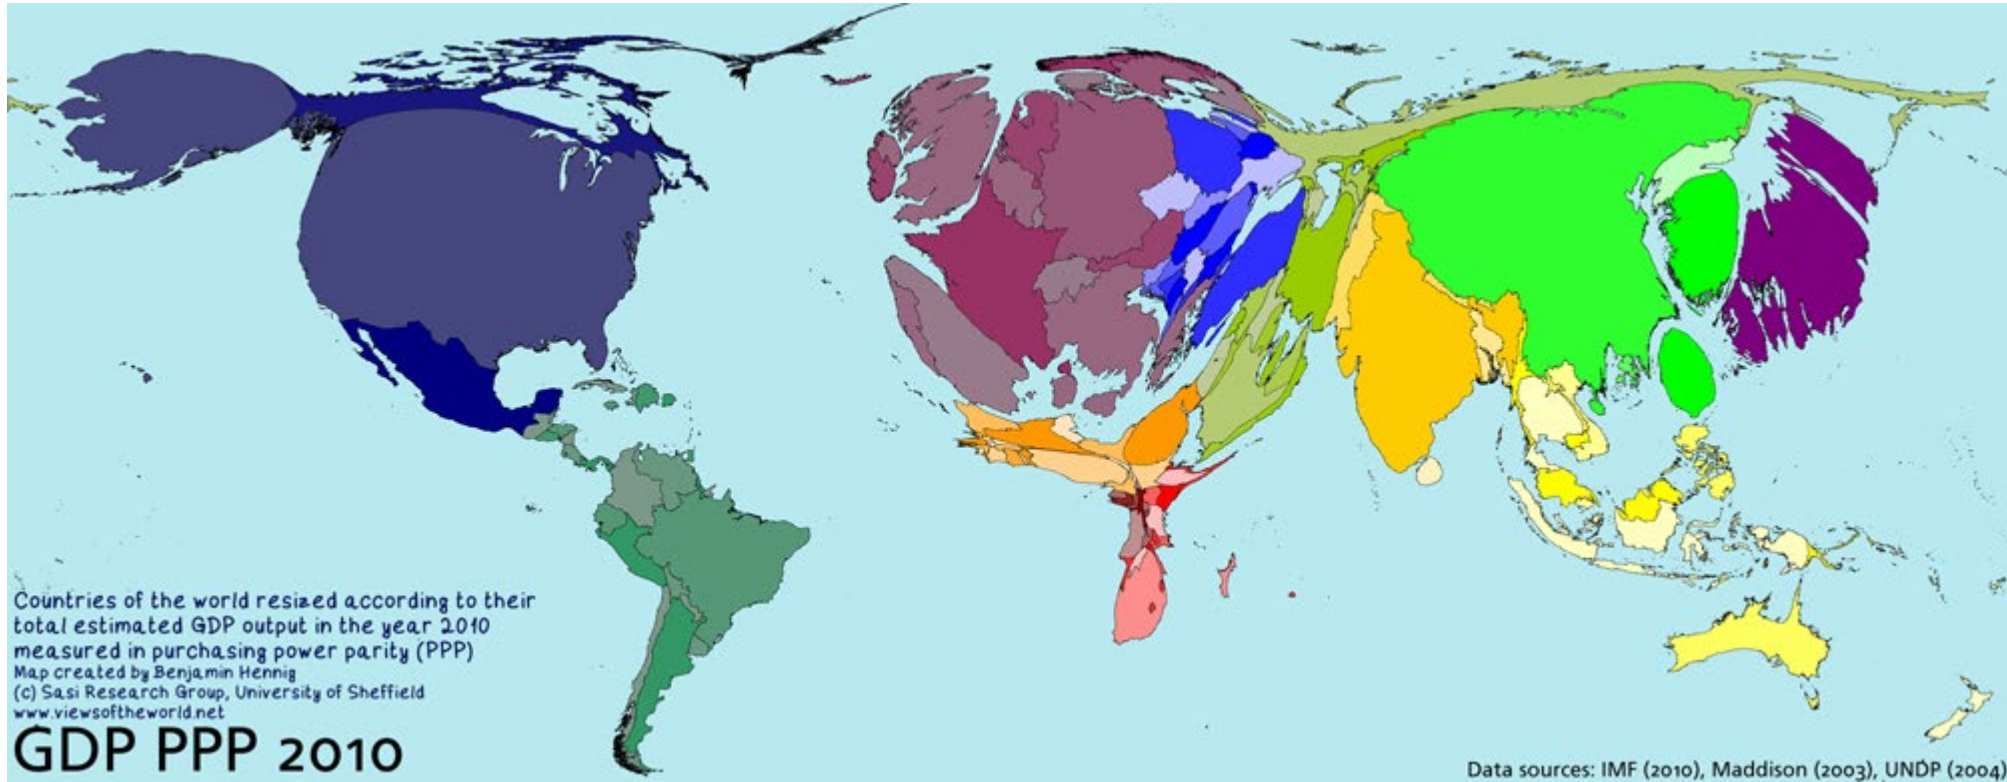 Countries of the world resized according to their
total estimated GDP output in the year 2010
measured in purchasing power parity (PPP)
Map created by Benjamin Hennig
(c) Sasi Research Group, University of Sheffield
www.viewsoftheworld.net
GDP PPP 2010
Data sources: IMF (2010), Maddison (2003), UNDP (2004)